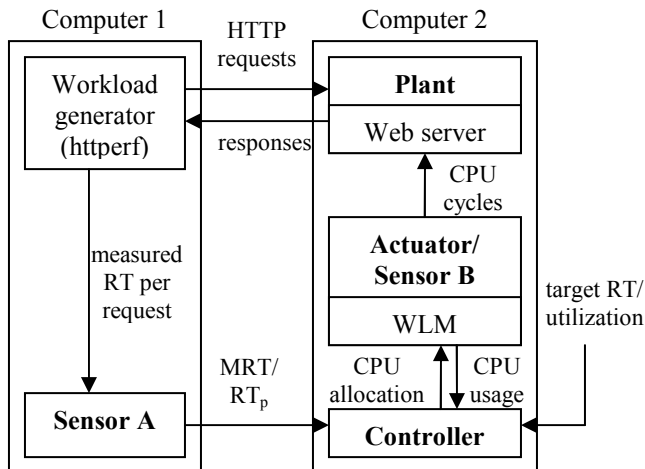 Computer 1
HTTP
requests
Computer 2
Workload
generator
(httperf)
Plant
Web server
responses
CPU
cycles
measured
RT per
request
Actuator/
Sensor B
WLM
target RT/
utilization
MRT/
RTp
CPU
allocation
CPU
usage
Sensor A
Controller